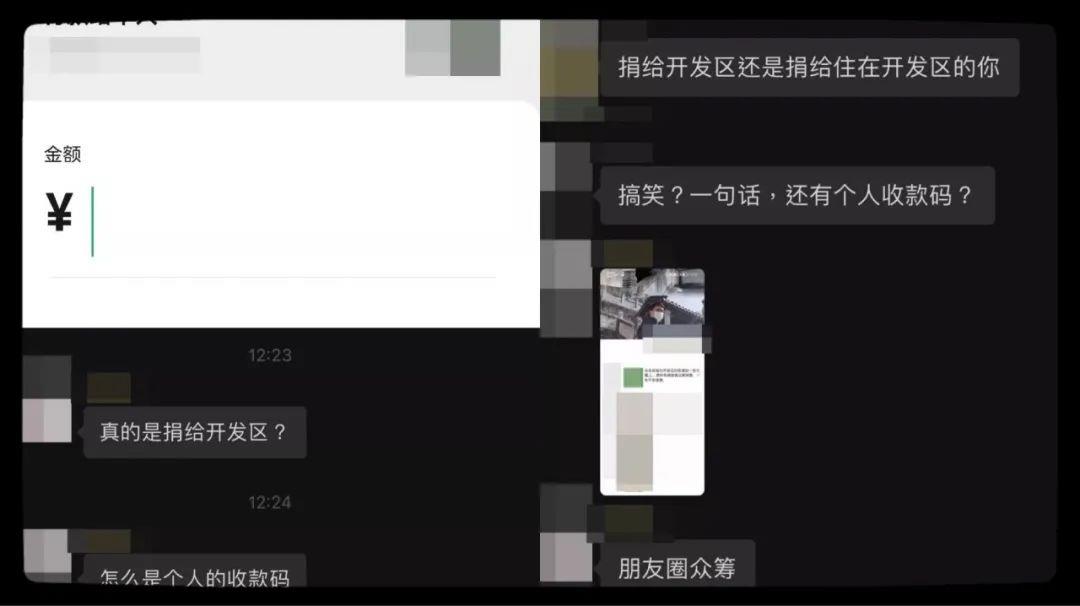 金额
¥
12:23
真的是捐给开发区？
12:24
怎么是个人的收款码
捐给开发区还是捐给住在开发区的你
搞笑？一句话，还有个人收款码？
朋友圈众筹